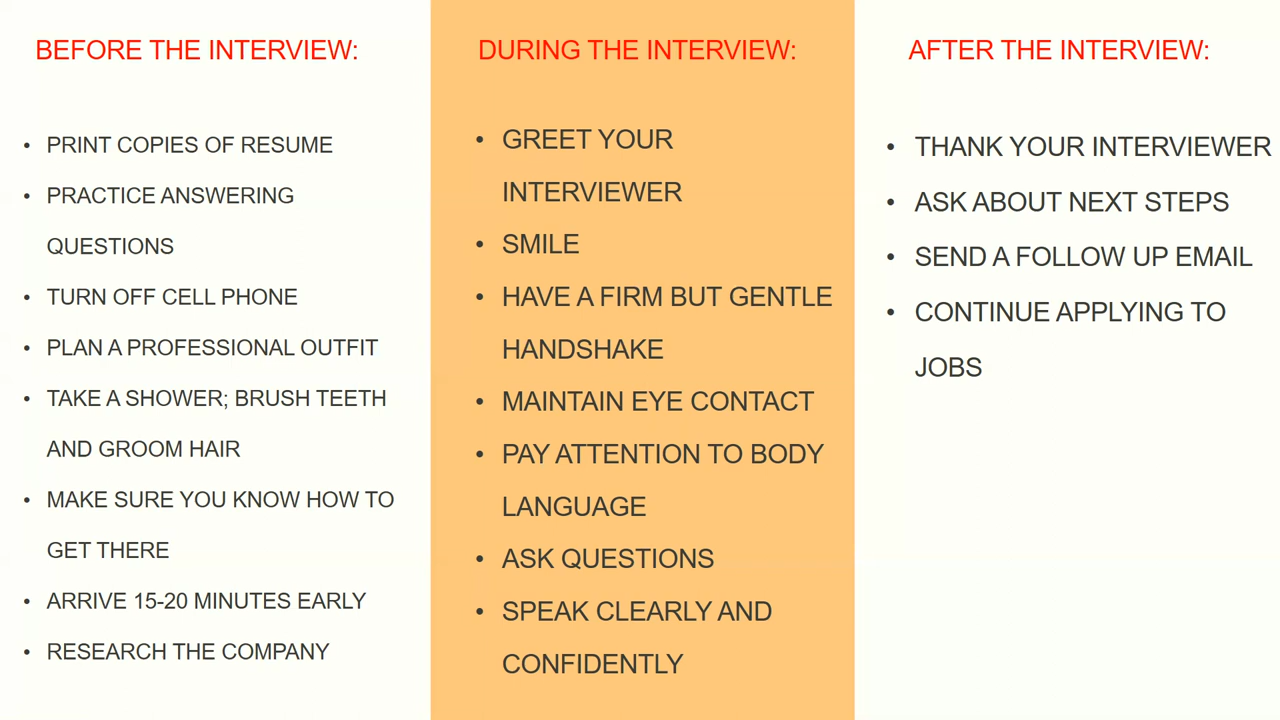 BEFORE THE INTERVIEW:
• PRINT COPIES OF RESUME
• PRACTICE ANSWERING
QUESTIONS
• TURN OFF CELL PHONE
• PLAN A PROFESSIONAL OUTFIT
• TAKE A SHOWER; BRUSH TEETH
AND GROOM HAIR
• MAKE SURE YOU KNOW HOW TO
GET THERE
• ARRIVE 15-20 MINUTES EARLY
• RESEARCH THE COMPANY
DURING THE INTERVIEW:
• GREET YOUR
INTERVIEWER
• SMILE
• HAVE A FIRM BUT GENTLE
HANDSHAKE
• MAINTAIN EYE CONTACT
• PAY ATTENTION TO BODY
LANGUAGE
• ASK QUESTIONS
• SPEAK CLEARLY AND
CONFIDENTLY
AFTER THE INTERVIEW:
• THANK YOUR INTERVIEWER
• ASK ABOUT NEXT STEPS
• SEND A FOLLOW UP EMAIL
• CONTINUE APPLYING TO
JOBS